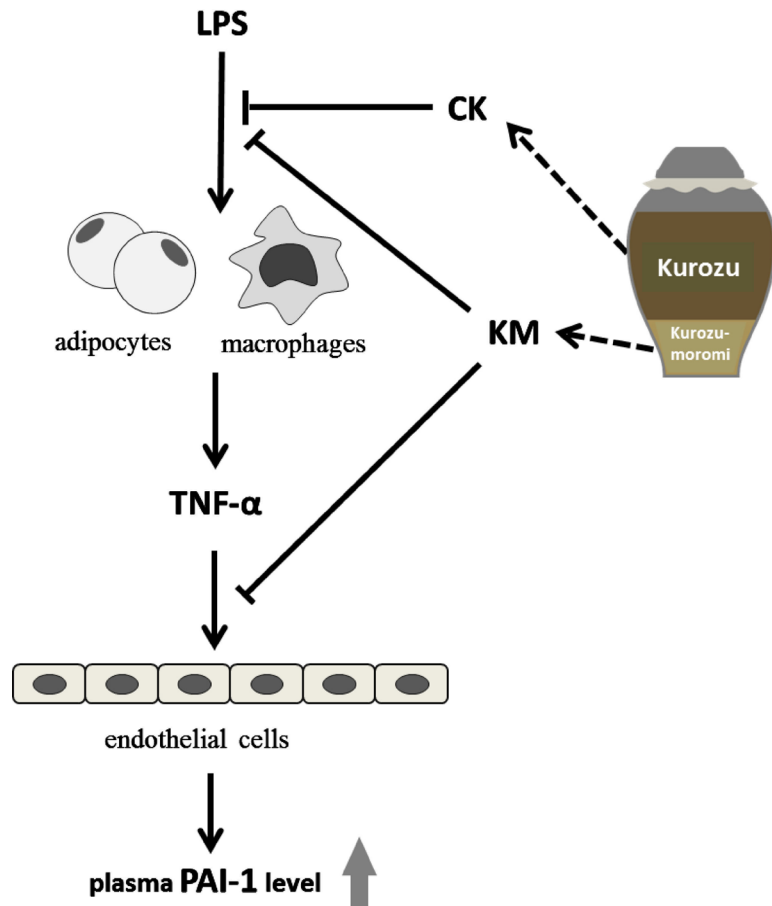 LPS
CK
Kurozu
Kurozu-
moromi
KM
adipocytes
macrophages
TNF-α
endothelial cells
plasma PAI-1 level